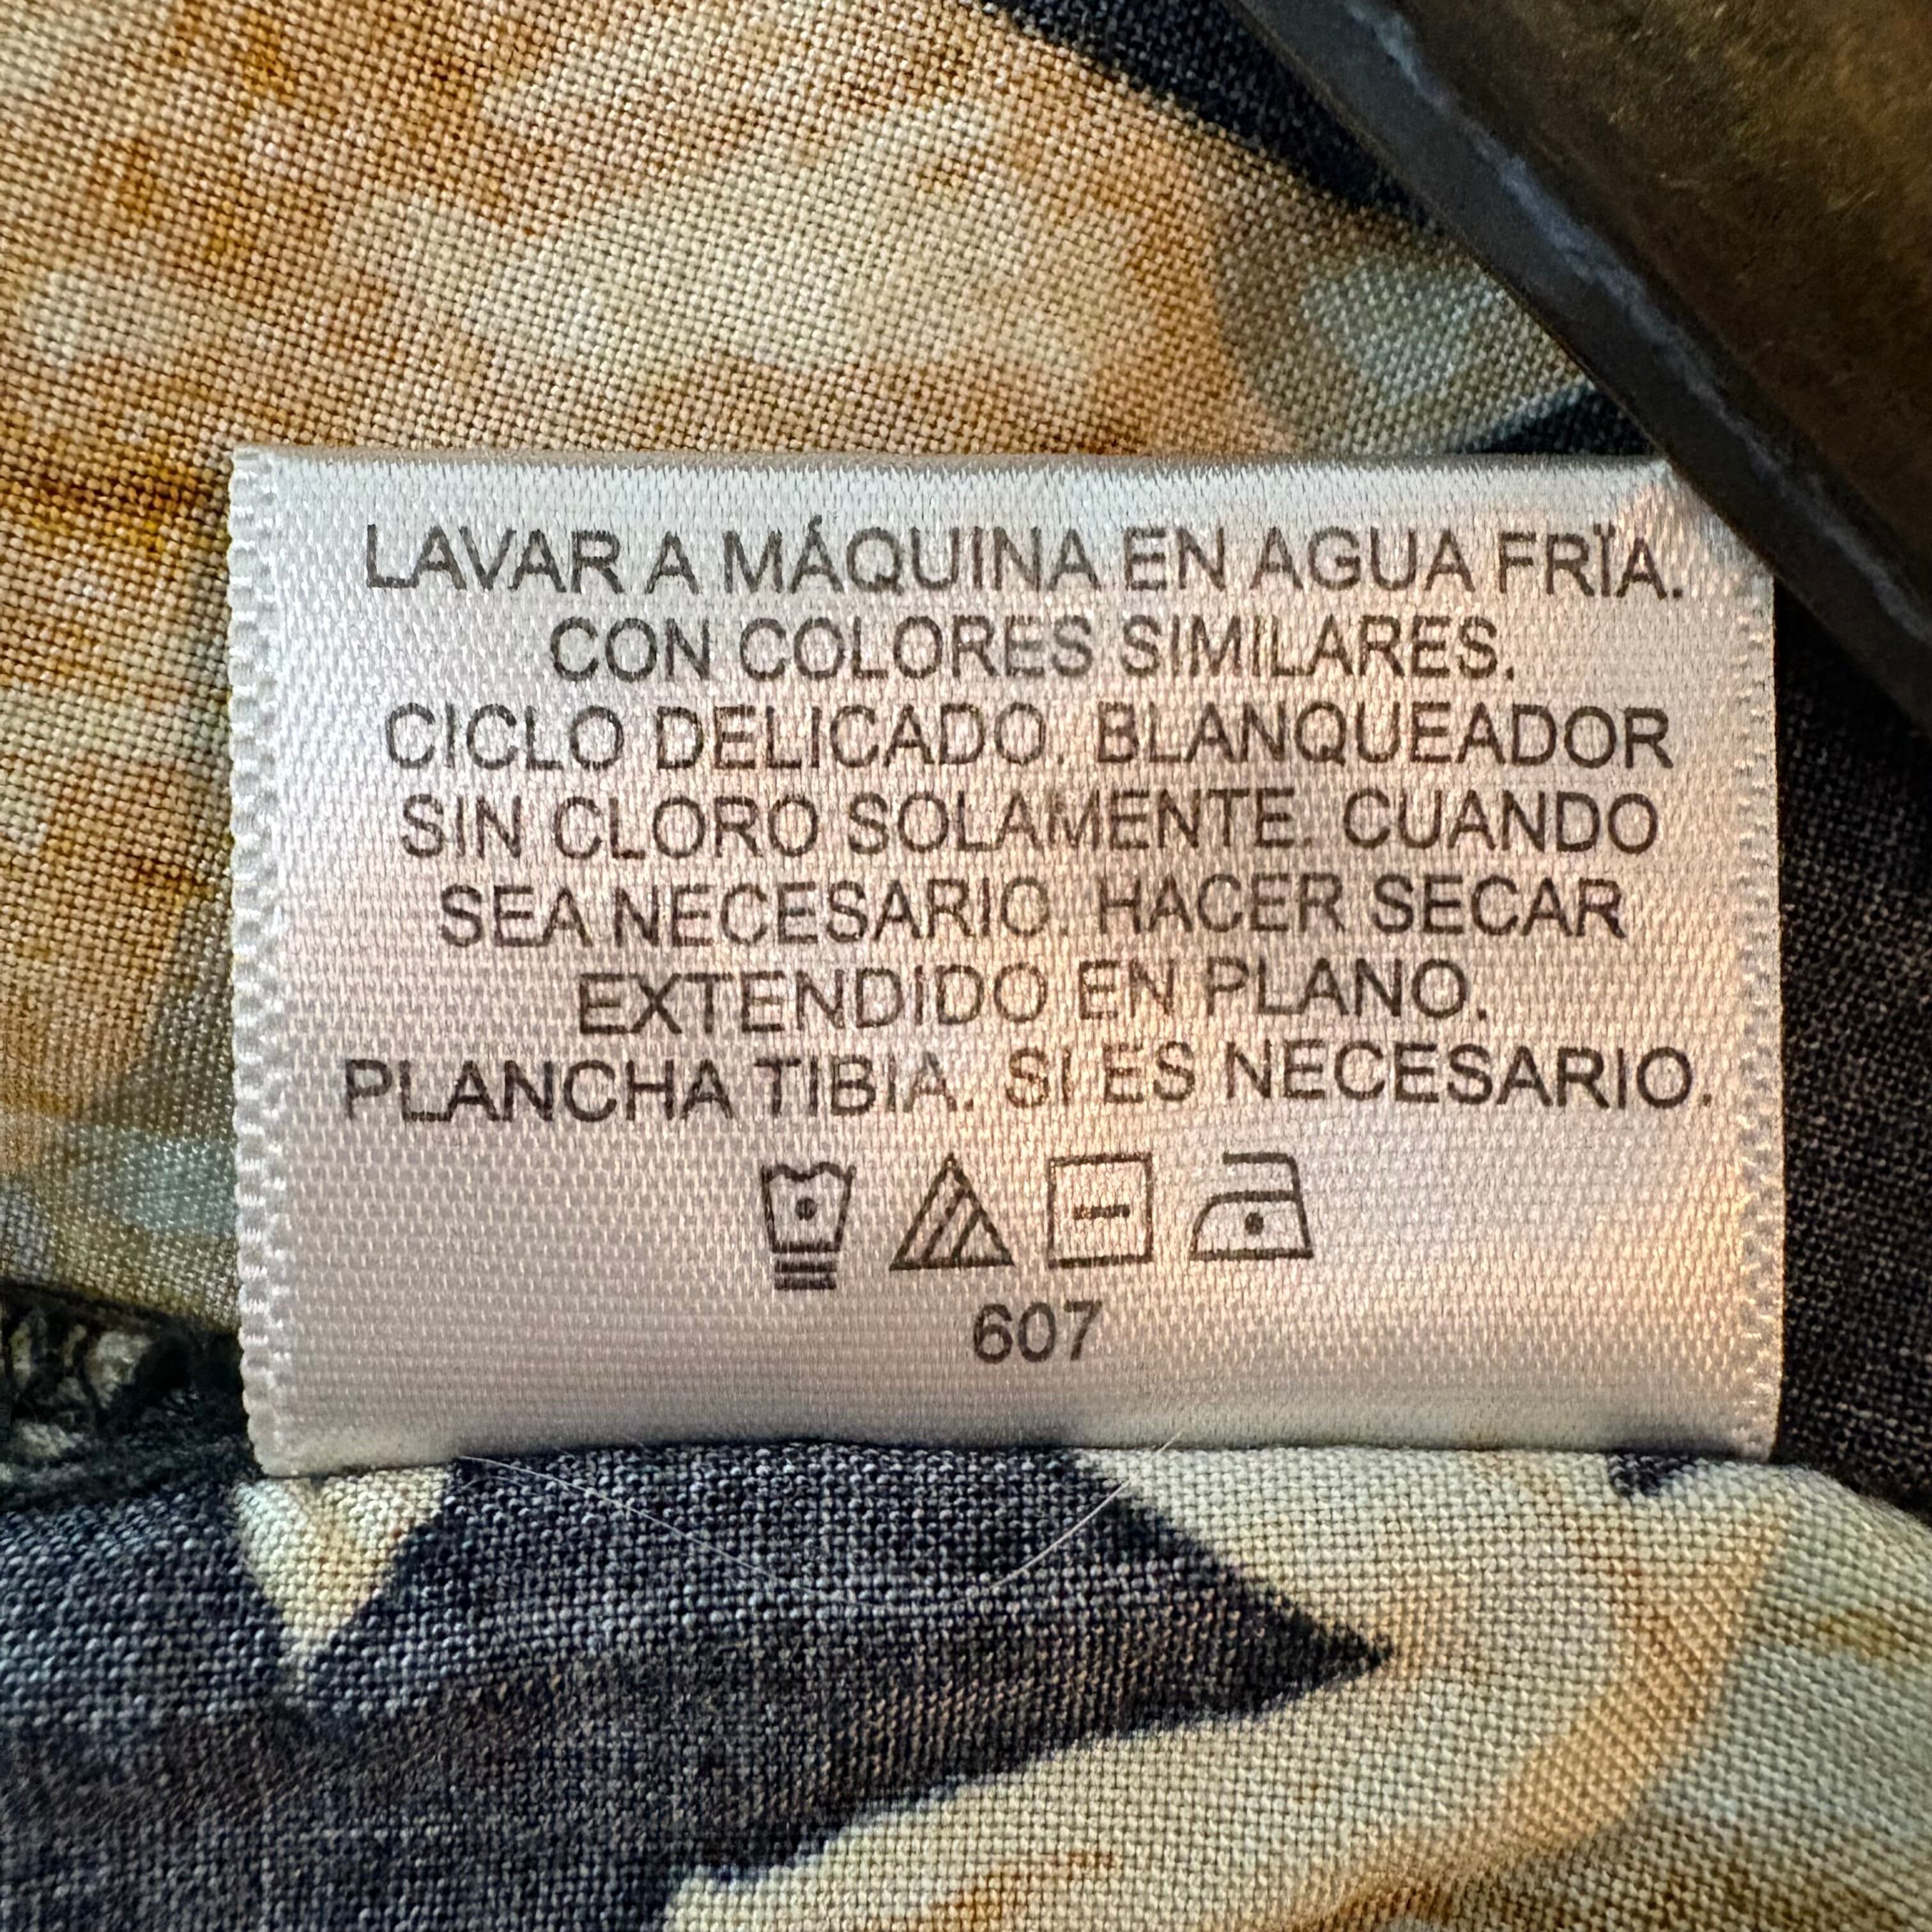 LAVAR A MÁQUINA EN AGUA FRÏA.
CON COLORES SIMILARES.
CICLO DELICADO. BLANQUEADOR
SIN CLORO SOLAMENTE. CUANDO
SEA NECESARIO. HACER SECAR
EXTENDIDO EN PLANO.
PLANCHA TIBIA. SI ES NECESARIO.
607